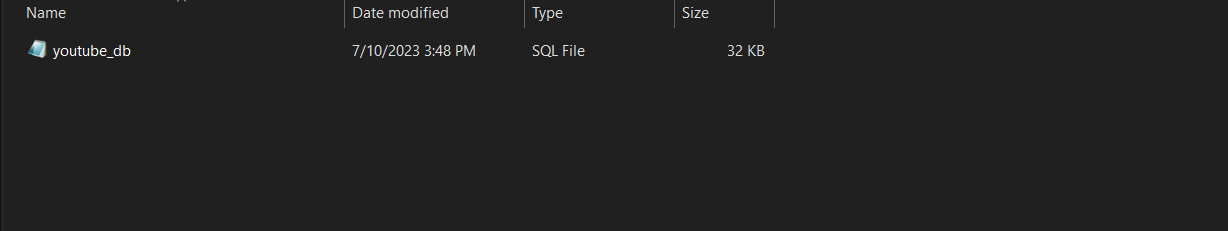 Name Date modified Type Size
youtube_db 7/10/2023 3:48 PM SQL File 32 KB